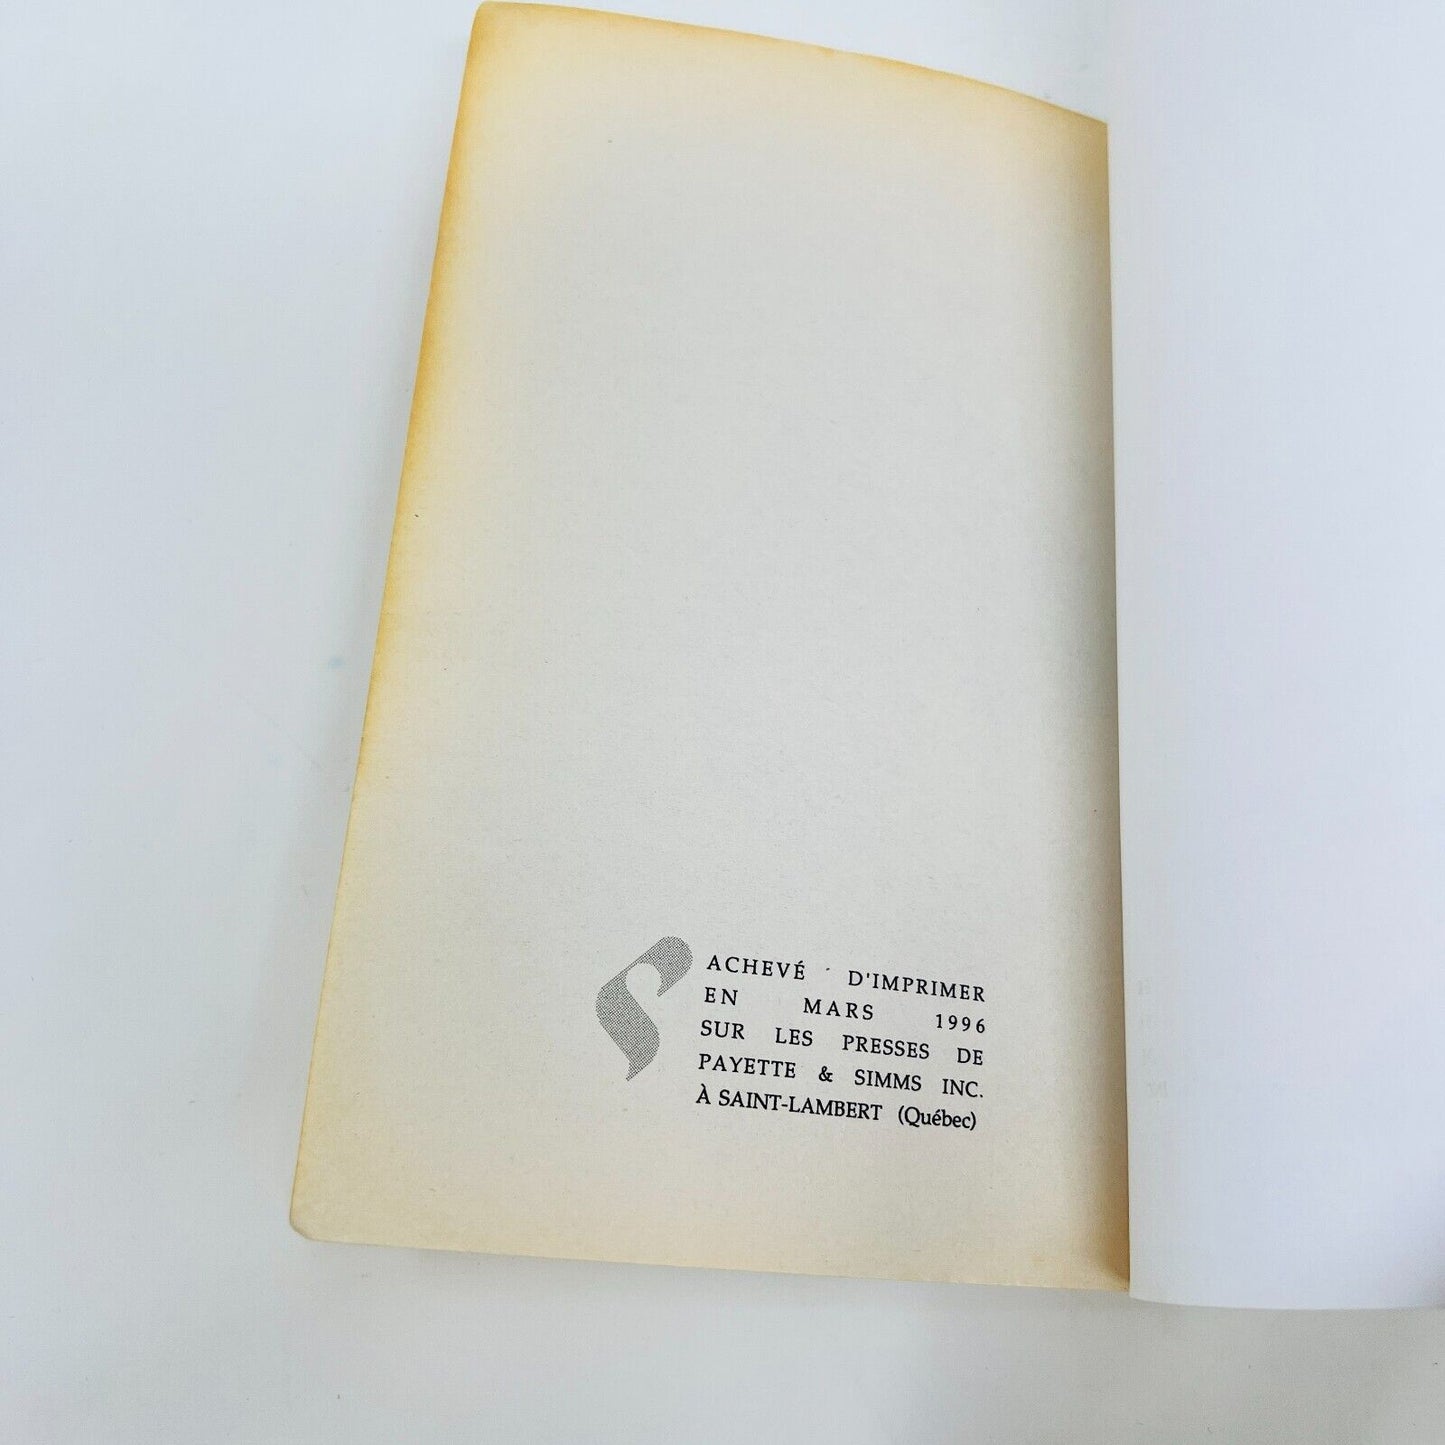 ACHEVÉ D'IMPRIMER
EN MARS 1996
SUR LES PRESSES DE
PAYETTE & SIMMS INC.
À SAINT-LAMBERT (Québec)